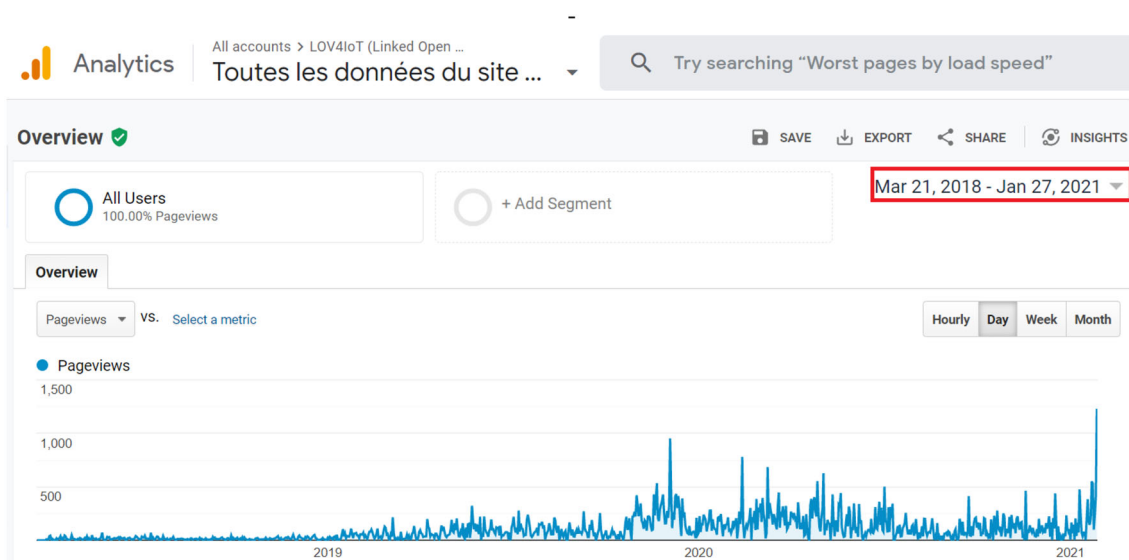 -
All accounts > LOV4IoT (Linked Open ...
Analytics
Toutes les données du site ...
Try searching “Worst pages by load speed”
Overview
SAVE
EXPORT
SHARE
INSIGHTS
Mar 21, 2018 - Jan 27, 2021
All Users
100.00% Pageviews
+ Add Segment
Overview
Pageviews
VS.
Select a metric
Hourly
Day
Week
Month
Pageviews
1,500
1,000
500
2019
2020
2021